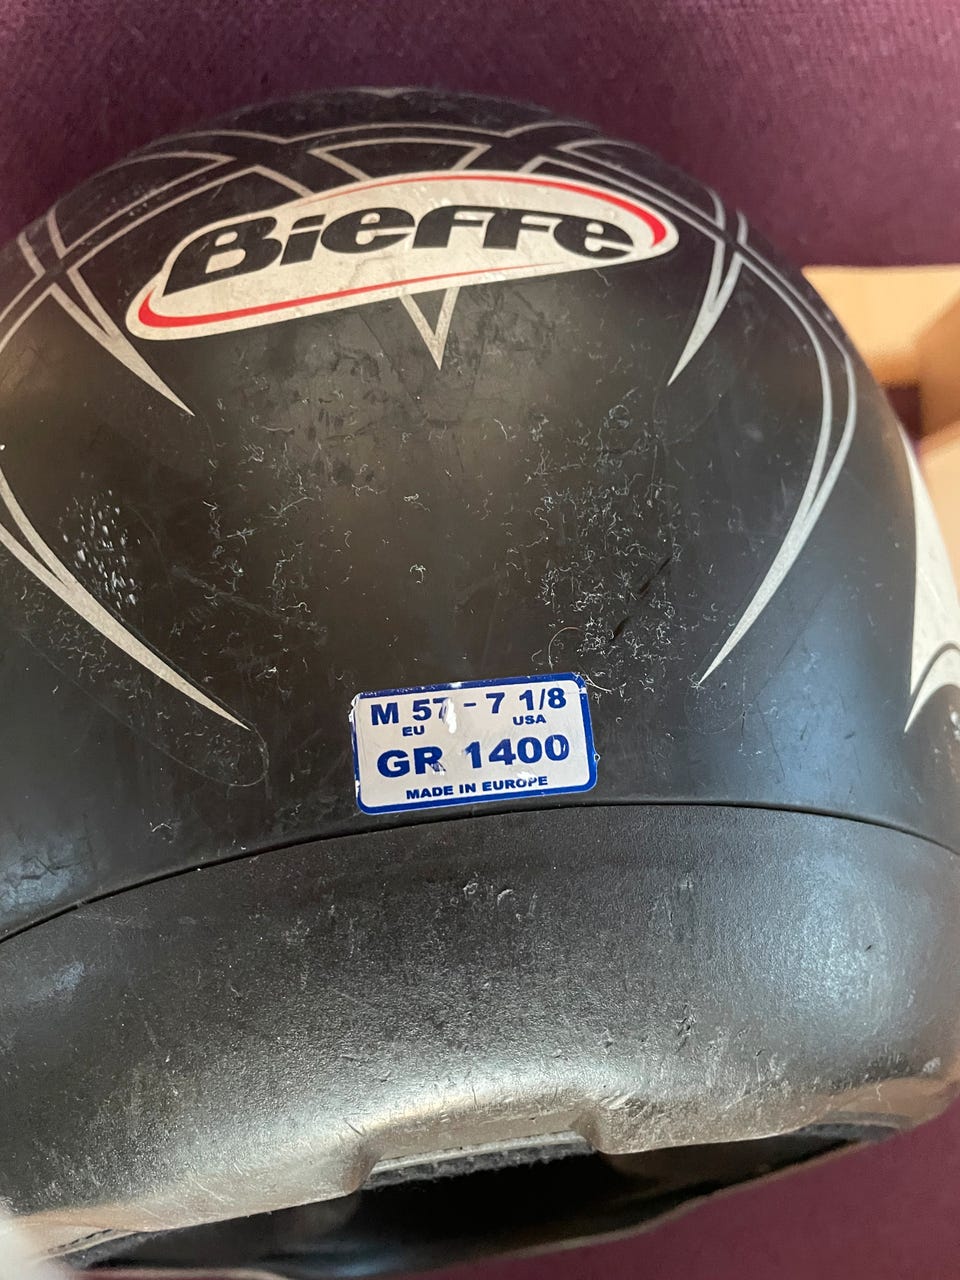 Bieffe
M 57 - 7 1/8
EU USA
GR 1400
MADE IN EUROPE